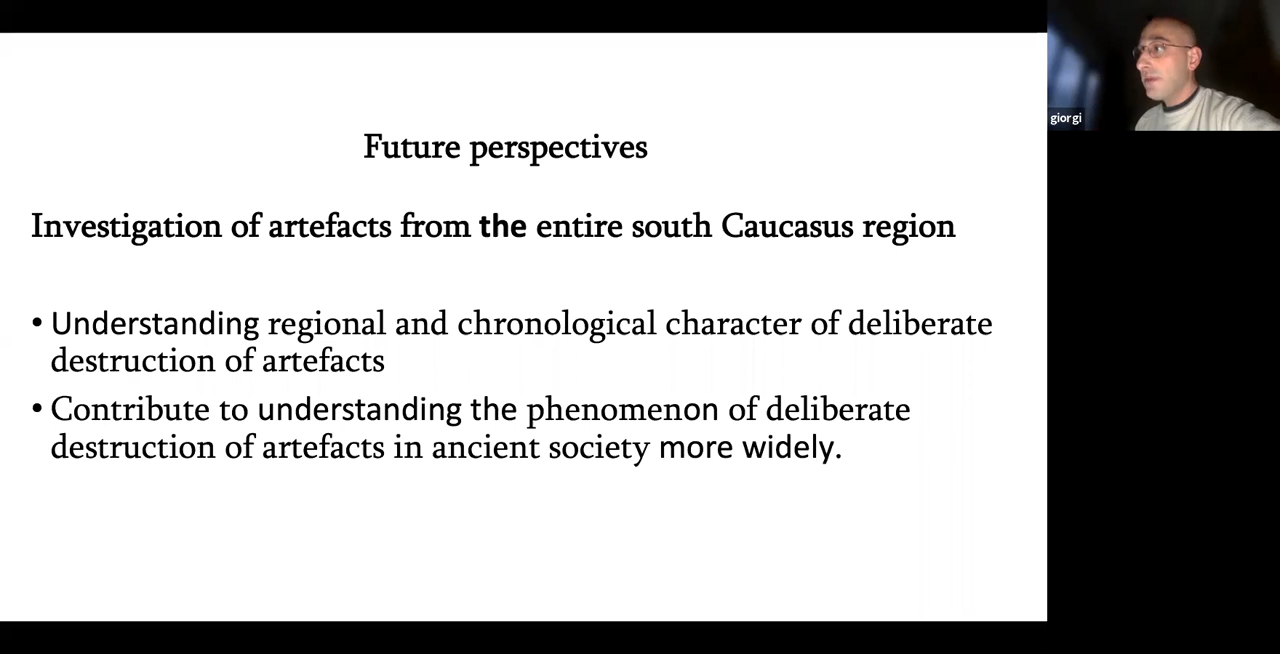 Future perspectives
Investigation of artefacts from the entire south Caucasus region
• Understanding regional and chronological character of deliberate
destruction of artefacts
• Contribute to understanding the phenomenon of deliberate
destruction of artefacts in ancient society more widely.
giorgi